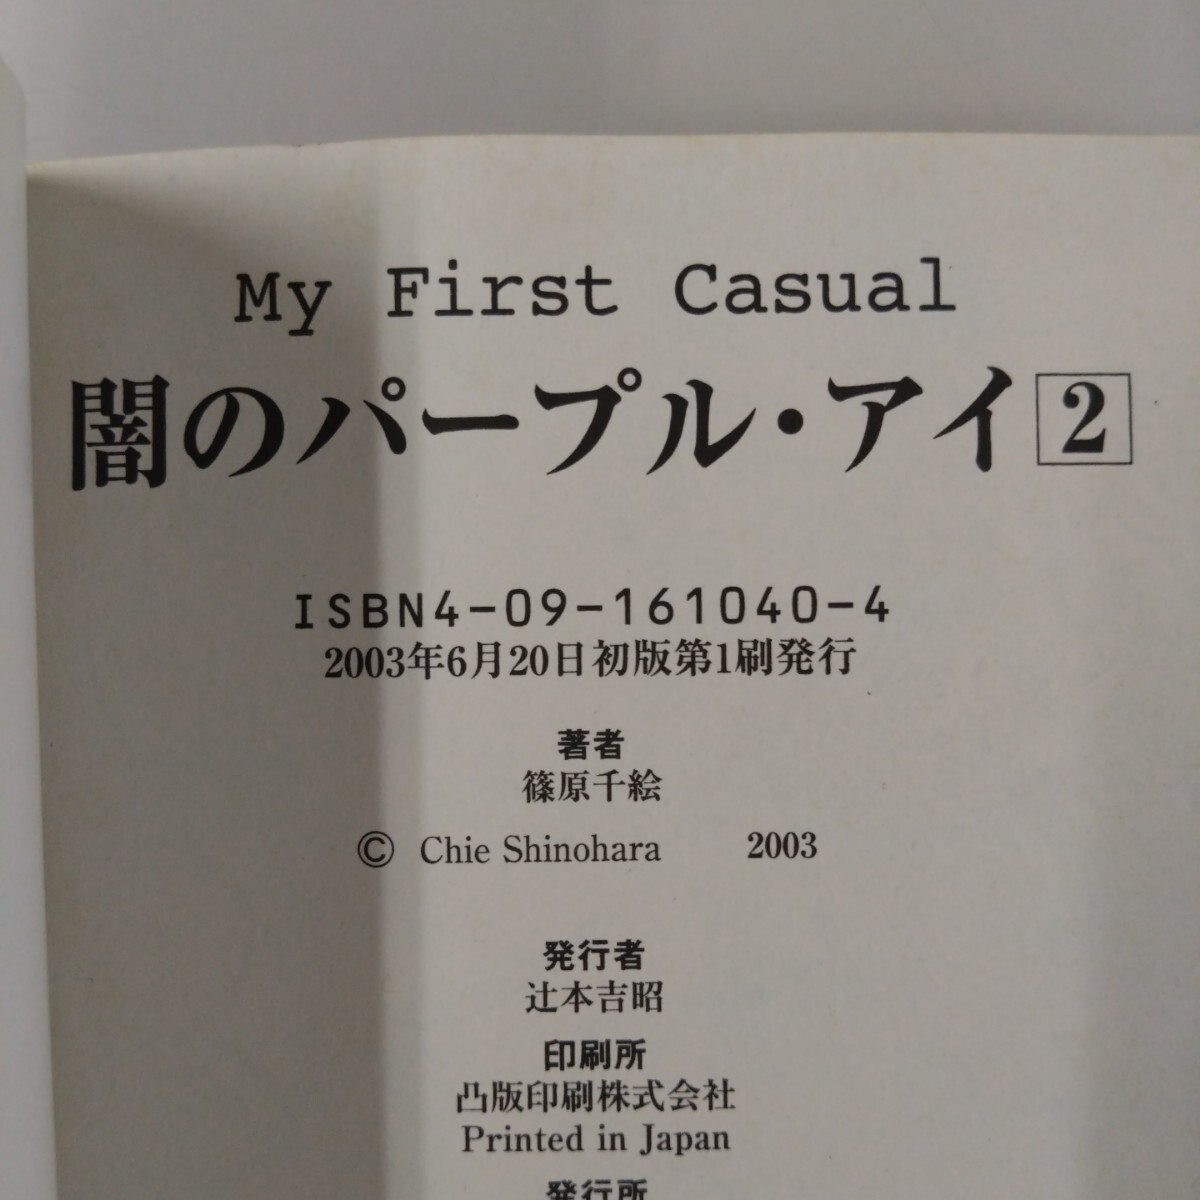 My First Casual
闇のパープル・アイ2
ISBN4-09-161040-4
2003年6月20日初版第1刷発行
著者
篠原千絵
© Chie Shinohara 2003
発行者
辻本吉昭
印刷所
凸版印刷株式会社
Printed in Japan
発行所